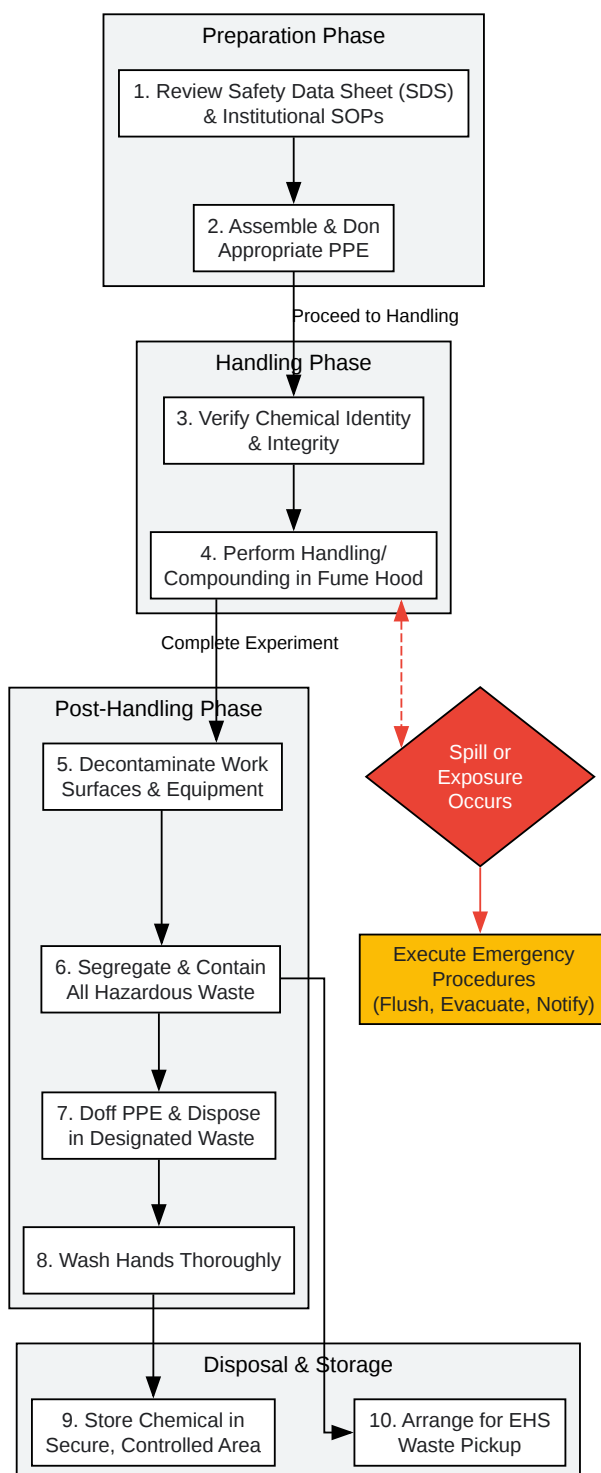 Preparation Phase
1. Review Safety Data Sheet (SDS)
& Institutional SOPs
2. Assemble & Don
Appropriate PPE
Proceed to Handling
Handling Phase
3. Verify Chemical Identity
& Integrity
4. Perform Handling/
Compounding in Fume Hood
Complete Experiment
Post-Handling Phase
5. Decontaminate Work
Surfaces & Equipment
Spill or
Exposure
Occurs
6. Segregate & Contain
All Hazardous Waste
Execute Emergency
Procedures
(Flush, Evacuate, Notify)
7. Doff PPE & Dispose
in Designated Waste
8. Wash Hands Thoroughly
Disposal & Storage
9. Store Chemical in
Secure, Controlled Area
10. Arrange for EHS
Waste Pickup